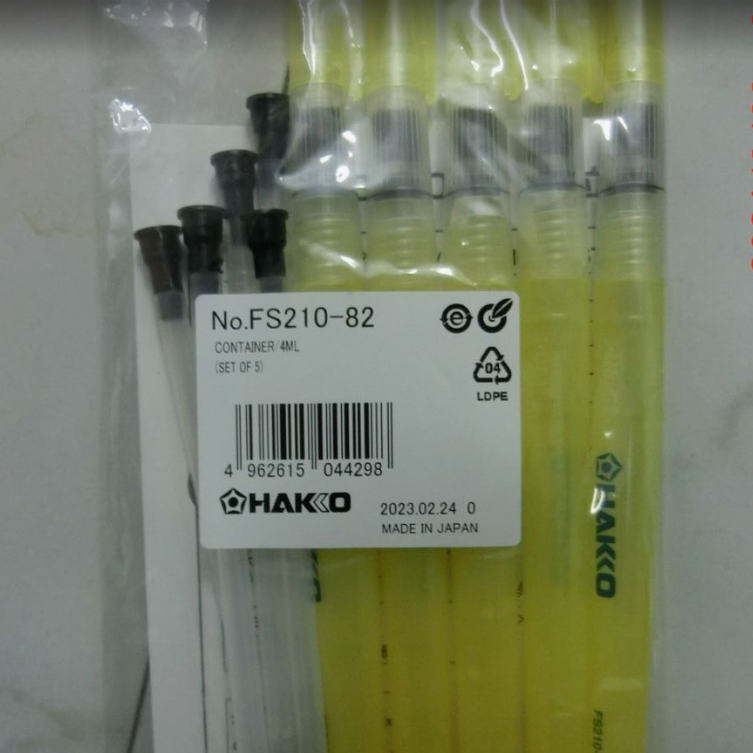 No.FS210-82
CONTAINER/4ML
(SET OF 5)
e
04
LDPE
4 962615 044298
HAKKO
2023.02.24 0
MADE IN JAPAN
HAKKO
FS210-